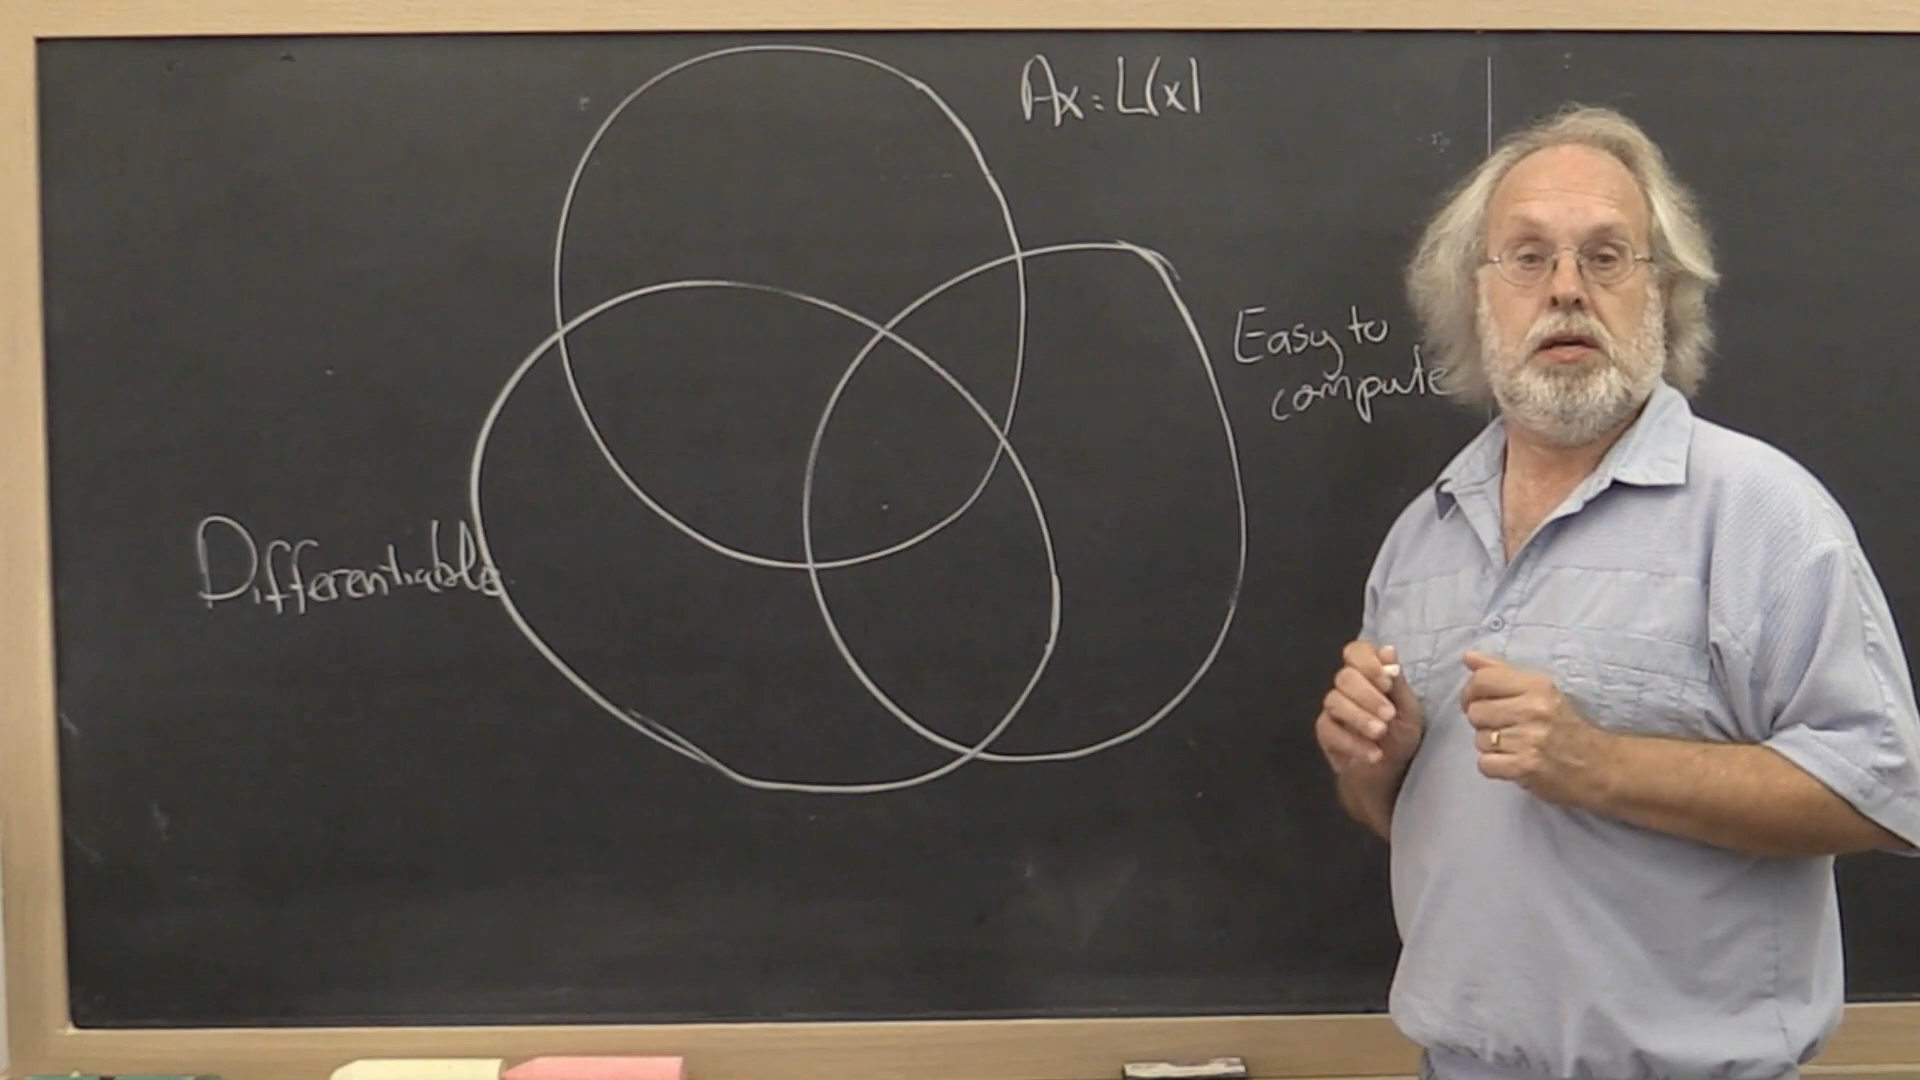 Ax = L(x)
Easy to
compute
Differentiable